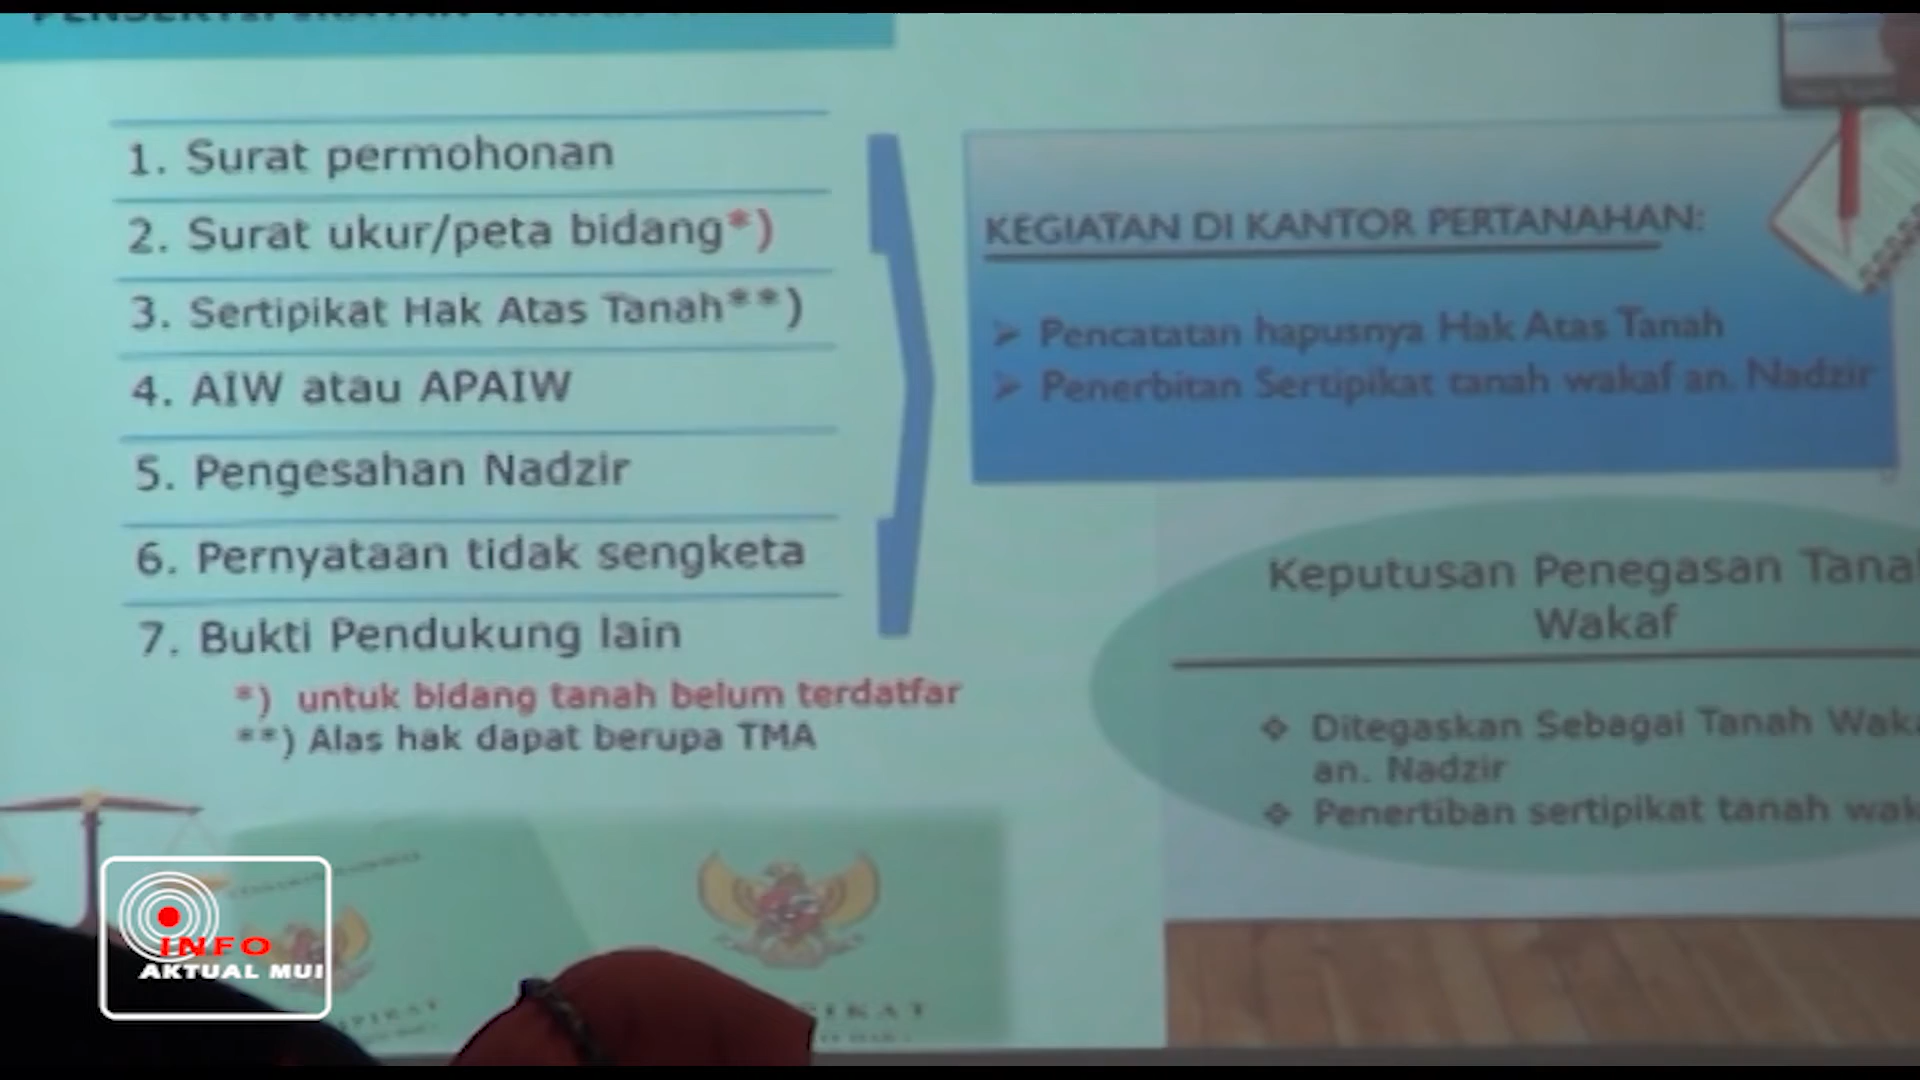 1. Surat permohonan
2. Surat ukur/peta bidang*)
3. Sertipikat Hak Atas Tanah**)
4. AIW atau APAIW
5. Pengesahan Nadzir
6. Pernyataan tidak sengketa
7. Bukti Pendukung lain
*) untuk bidang tanah belum terdatfar
**) Alas hak dapat berupa TMA
KEGIATAN DI KANTOR PERTANAHAN:
➢ Pencatatan hapusnya Hak Atas Tanah
➢ Penerbitan Sertipikat tanah wakaf an. Nadzir
Keputusan Penegasan Tana
Wakaf
❖ Ditegaskan Sebagai Tanah Waka
an. Nadzir
❖ Penertiban sertipikat tanah wak
INFO
AKTUAL MUI